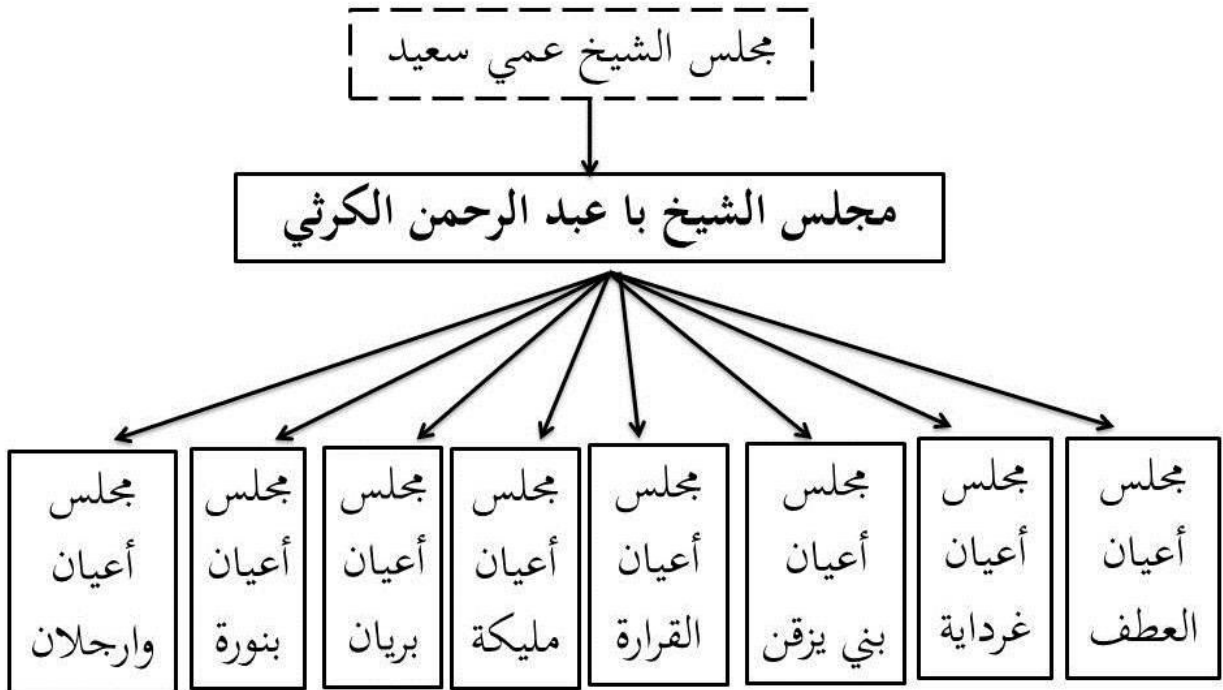 مجلس الشيخ عمي سعيد
مجلس الشيخ با عبد الرحمن الكرثي
مجلس
أعيان
العطف
مجلس
أعيان
غرداية
مجلس
أعيان
بني يزقن
مجلس
أعيان
القرارة
مجلس
أعيان
مليكة
مجلس
أعيان
بريان
مجلس
أعيان
بنورة
مجلس
أعيان
وارجلان